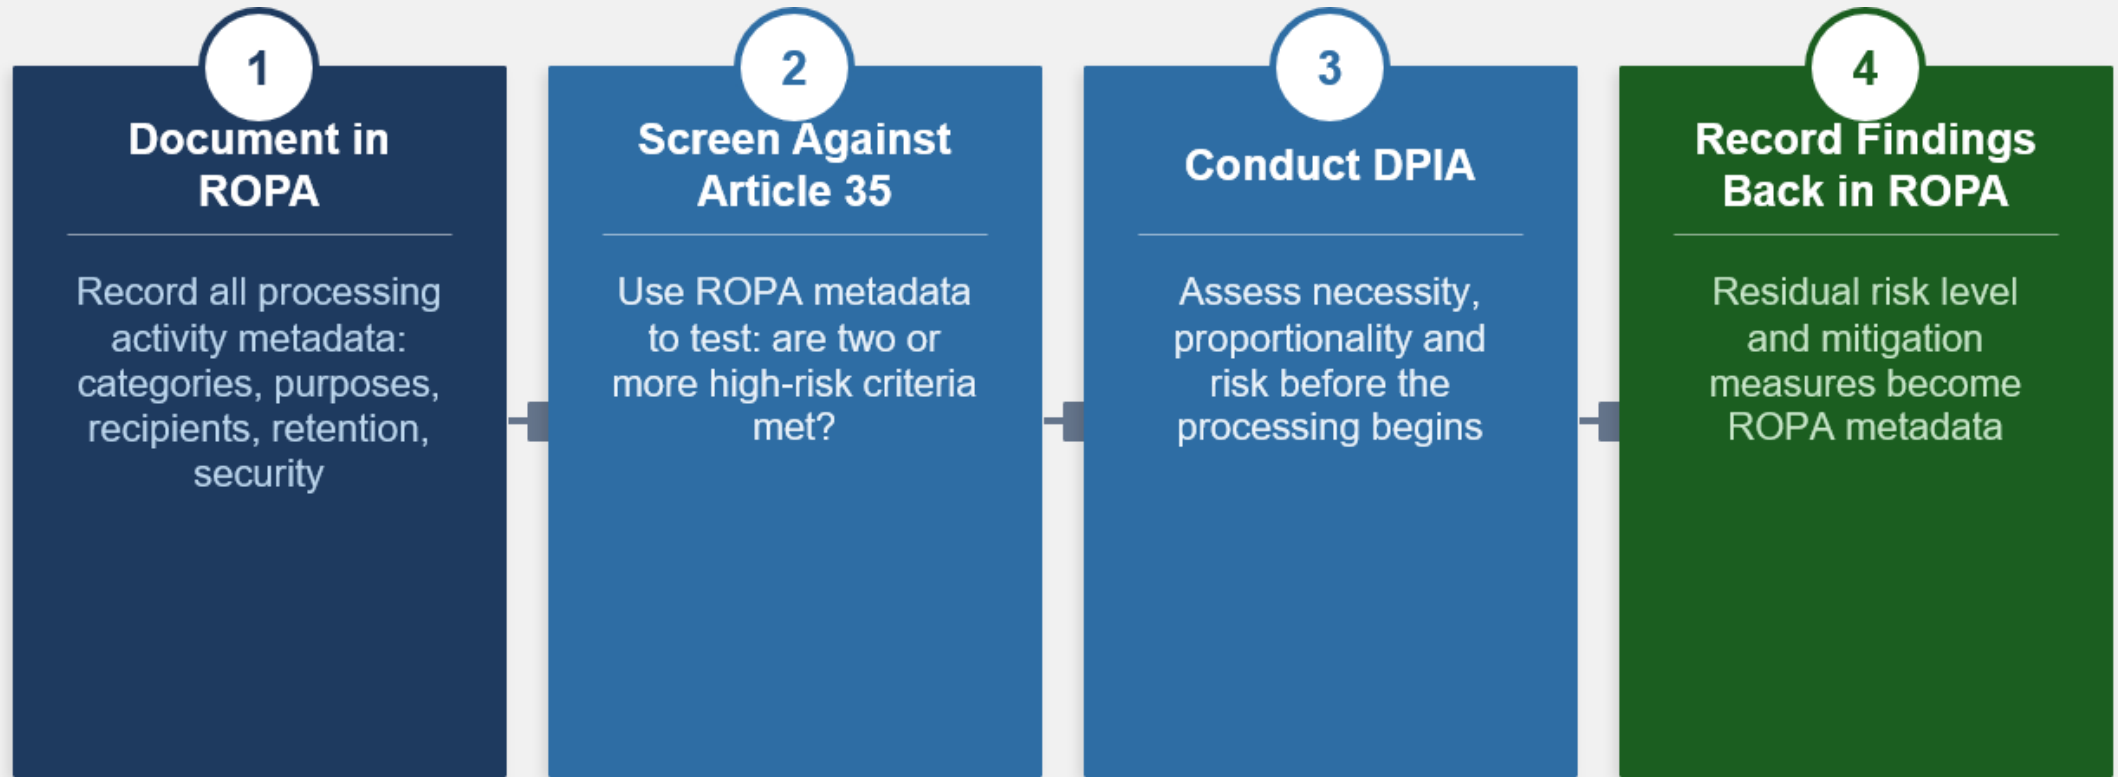 1
Document in
ROPA
Record all processing
activity metadata:
categories, purposes,
recipients, retention,
security
2
Screen Against
Article 35
Use ROPA metadata
to test: are two or
more high-risk criteria
met?
3
Conduct DPIA
Assess necessity,
proportionality and
risk before the
processing begins
4
Record Findings
Back in ROPA
Residual risk level
and mitigation
measures become
ROPA metadata